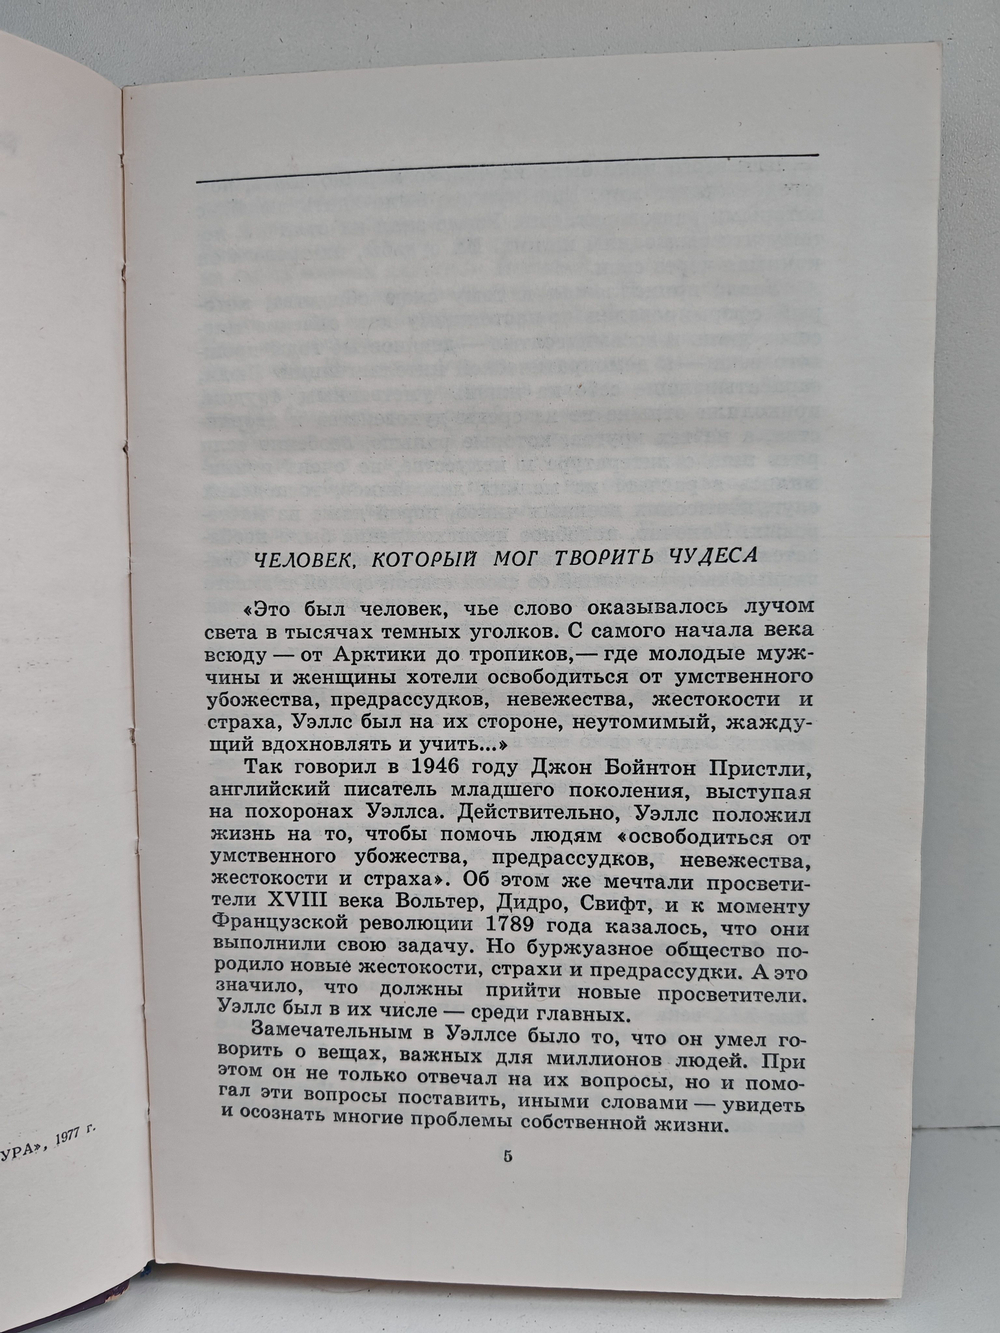 ЧЕЛОВЕК, КОТОРЫЙ МОГ ТВОРИТЬ ЧУДЕСА
«Это был человек, чье слово оказывалось лучом
света в тысячах темных уголков. С самого начала века
всюду — от Арктики до тропиков,— где молодые муж-
чины и женщины хотели освободиться от умственного
убожества, предрассудков, невежества, жестокости и
страха, Уэллс был на их стороне, неутомимый, жажду-
щий вдохновлять и учить...»
Так говорил в 1946 году Джон Бойнтон Пристли,
английский писатель младшего поколения, выступая
на похоронах Уэллса. Действительно, Уэллс положил
жизнь на то, чтобы помочь людям «освободиться от
умственного убожества, предрассудков, невежества,
жестокости и страха». Об этом же мечтали просвети-
тели XVIII века Вольтер, Дидро, Свифт, и к моменту
Французской революции 1789 года казалось, что они
выполнили свою задачу. Но буржуазное общество по-
родило новые жестокости, страхи и предрассудки. А это
значило, что должны прийти новые просветители.
Уэллс был в их числе — среди главных.
Замечательным в Уэллсе было то, что он умел го-
ворить о вещах, важных для миллионов людей. При
этом он не только отвечал на их вопросы, но и помо-
гал эти вопросы поставить, иными словами — увидеть
и осознать многие проблемы собственной жизни.
5
УРА», 1977 г.